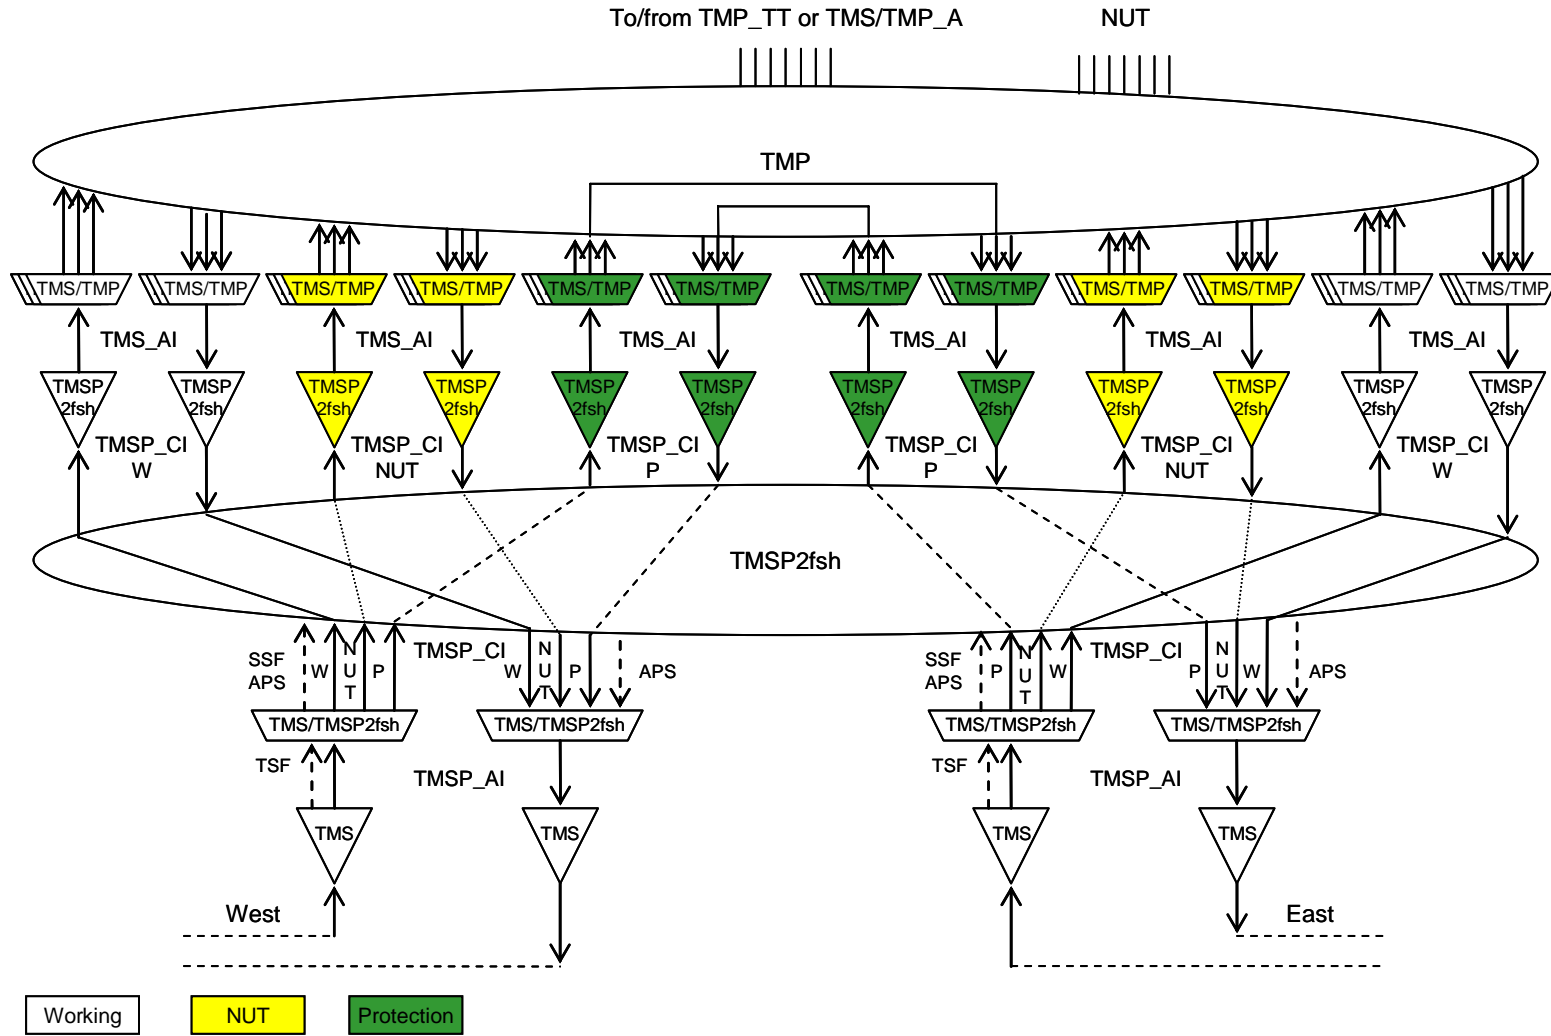 To/from TMP_TT or TMS/TMP_A
NUT
TMP
TMS/TMP
TMS/TMP
TMS/TMP
TMS/TMP
TMS/TMP
TMS/TMP
TMS/TMP
TMS/TMP
TMS/TMP
TMS/TMP
TMS/TMP
TMS/TMP
TMS_AI
TMS_AI
TMS_AI
TMS_AI
TMS_AI
TMS_AI
TMSP
2fsh
TMSP
2fsh
TMSP
2fsh
TMSP
2fsh
TMSP
2fsh
TMSP
2fsh
TMSP
2fsh
TMSP
2fsh
TMSP
2fsh
TMSP
2fsh
TMSP
2fsh
TMSP
2fsh
TMSP_CI
W
TMSP_CI
NUT
TMSP_CI
P
TMSP_CI
P
TMSP_CI
NUT
TMSP_CI
W
TMSP2fsh
SSF
APS
W
N
U
T
P
TMSP_CI
W
N
U
T
P
APS
SSF
APS
P
N
U
T
W
TMSP_CI
P
N
U
T
W
APS
TMS/TMSP2fsh
TMS/TMSP2fsh
TMS/TMSP2fsh
TMS/TMSP2fsh
TSF
TMSP_AI
TSF
TMSP_AI
TMS
TMS
TMS
TMS
West
East
Working
NUT
Protection